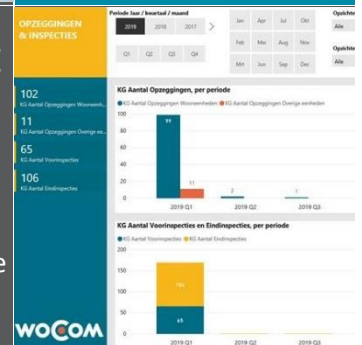 OPZEGGINGEN
& INSPECTIES
Periode Jaar / kwartaal / maand
2019 2018 2017
Jan Apr Jul Okt
Q1 Q2 Q3 Q4
Feb Mei Aug Nov
Mrt Jun Sep Dec
Opzichte
Alle
Opzichte
Alle
102
KG Aantal Opzeggingen Wooneenh...
11
KG Aantal Opzeggingen Overige ee...
65
KG Aantal Voorinspecties
106
KG Aantal Eindinspecties
e
WOCOM
KG Aantal Opzeggingen, per periode
KG Aantal Opzeggingen Wooneenheden KG Aantal Opzeggingen Overige eenheden
100
80
60
40
20
0
99
11
2
1
2019 Q1 2019 Q2 2019 Q3
KG Aantal Voorinspecties en Eindinspecties, per periode
KG Aantal Voorinspecties KG Aantal Eindinspecties
200
150
100
50
0
65
2019 Q1 2019 Q2 2019 Q3